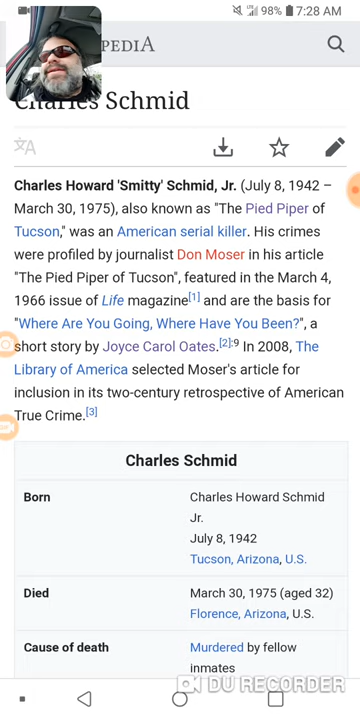 98% 7:28 AM
PEDIA
Charles Schmid
Charles Howard 'Smitty' Schmid, Jr. (July 8, 1942 –
March 30, 1975), also known as "The Pied Piper of
Tucson," was an American serial killer. His crimes
were profiled by journalist Don Moser in his article
"The Pied Piper of Tucson", featured in the March 4,
1966 issue of Life magazine[1] and are the basis for
"Where Are You Going, Where Have You Been?", a
short story by Joyce Carol Oates.[2]:9 In 2008, The
Library of America selected Moser's article for
inclusion in its two-century retrospective of American
True Crime.[3]
Charles Schmid
Born Charles Howard Schmid
Jr.
July 8, 1942
Tucson, Arizona, U.S.
Died March 30, 1975 (aged 32)
Florence, Arizona, U.S.
Cause of death Murdered by fellow
inmates
DU RECORDER